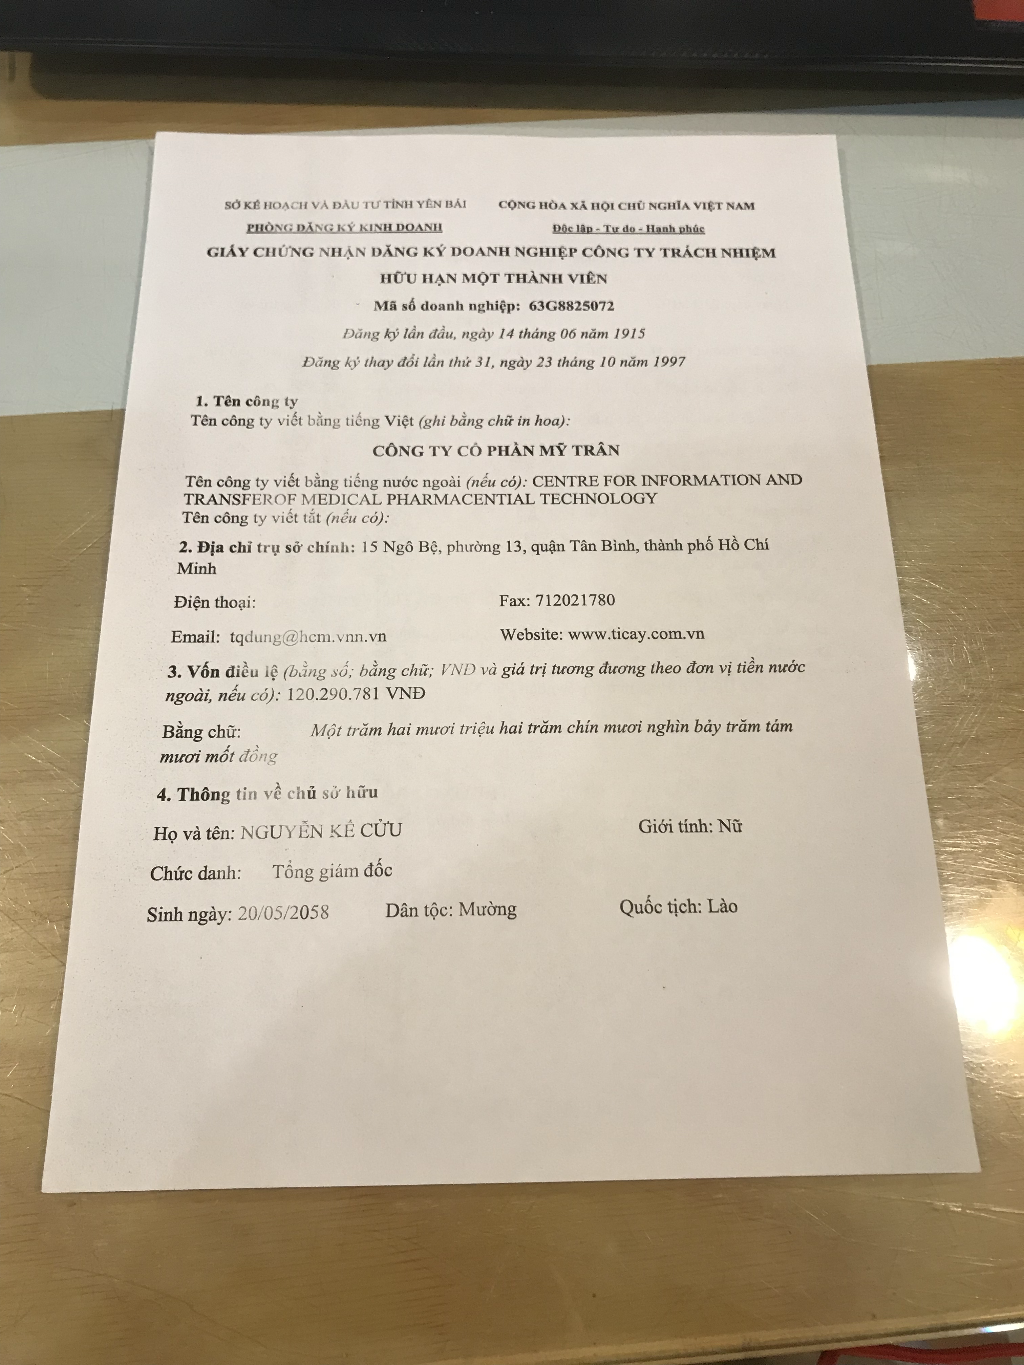 SỞ KẾ HOẠCH VÀ ĐẦU TƯ TỈNH YÊN BÁI CỘNG HÒA XÃ HỘI CHỦ NGHĨA VIỆT NAM
PHÒNG ĐĂNG KÝ KINH DOANH Độc lập - Tự do - Hạnh phúc
GIẤY CHỨNG NHẬN ĐĂNG KÝ DOANH NGHIỆP CÔNG TY TRÁCH NHIỆM
HỮU HẠN MỘT THÀNH VIÊN
Mã số doanh nghiệp: 63G8825072
Đăng ký lần đầu, ngày 14 tháng 06 năm 1915
Đăng ký thay đổi lần thứ 31, ngày 23 tháng 10 năm 1997
1. Tên công ty
Tên công ty viết bằng tiếng Việt (ghi bằng chữ in hoa):
CÔNG TY CỔ PHẦN MỸ TRÂN
Tên công ty viết bằng tiếng nước ngoài (nếu có): CENTRE FOR INFORMATION AND
TRANSFEROF MEDICAL PHARMACENTIAL TECHNOLOGY
Tên công ty viết tắt (nếu có):
2. Địa chỉ trụ sở chính: 15 Ngô Bệ, phường 13, quận Tân Bình, thành phố Hồ Chí
Minh
Điện thoại: Fax: 712021780
Email: tqdung@hcm.vnn.vn Website: www.ticay.com.vn
3. Vốn điều lệ (bằng số; bằng chữ; VNĐ và giá trị tương đương theo đơn vị tiền nước
ngoài, nếu có): 120.290.781 VNĐ
Bằng chữ: Một trăm hai mươi triệu hai trăm chín mươi nghìn bảy trăm tám
mươi mốt đồng
4. Thông tin về chủ sở hữu
Họ và tên: NGUYỄN KẾ CỬU Giới tính: Nữ
Chức danh: Tổng giám đốc
Sinh ngày: 20/05/2058 Dân tộc: Mường Quốc tịch: Lào